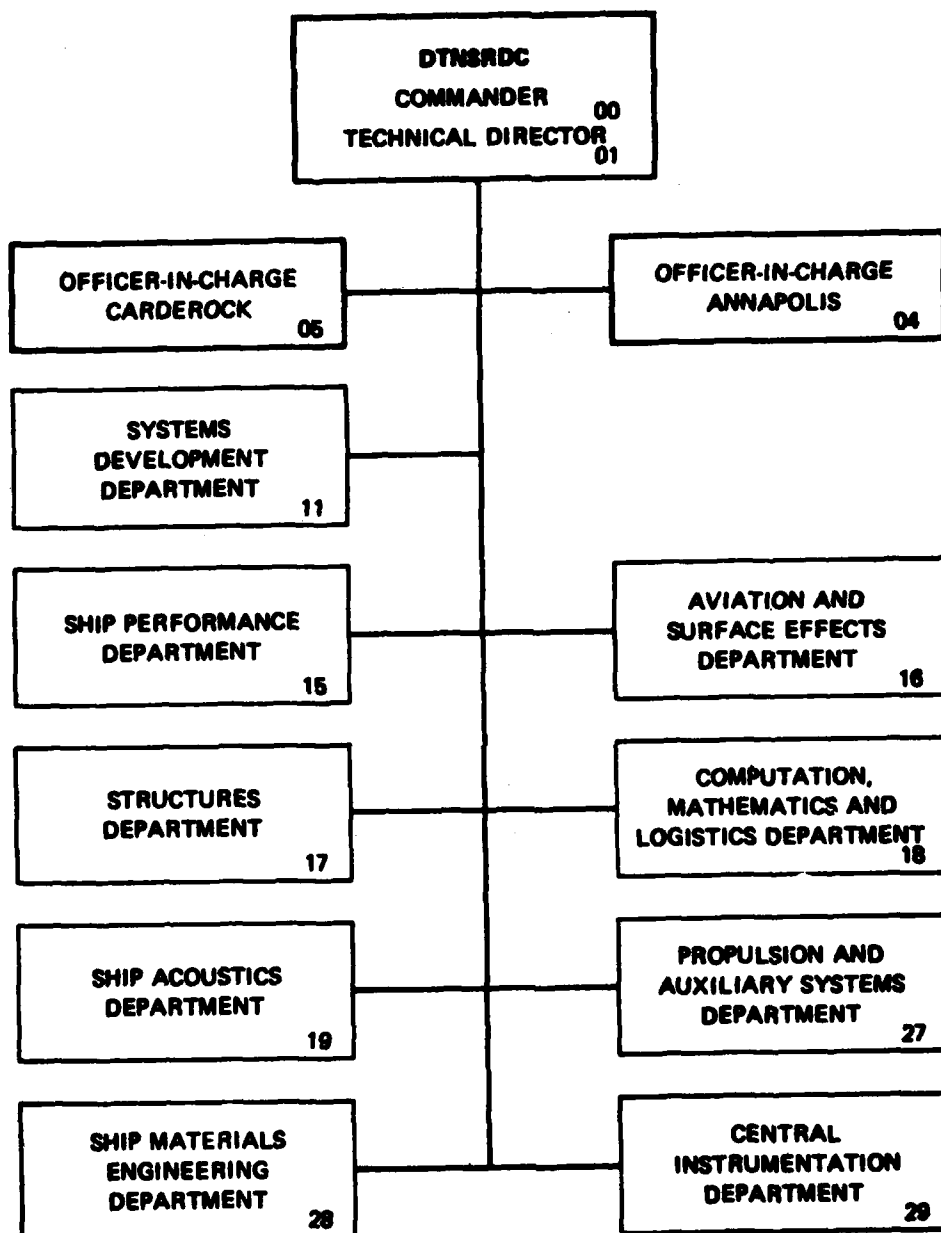 DTNSRDC
COMMANDER
00
TECHNICAL DIRECTOR
01
OFFICER-IN-CHARGE
CARDEROCK
05
OFFICER-IN-CHARGE
ANNAPOLIS
04
SYSTEMS
DEVELOPMENT
DEPARTMENT
11
SHIP PERFORMANCE
DEPARTMENT
15
AVIATION AND
SURFACE EFFECTS
DEPARTMENT
16
STRUCTURES
DEPARTMENT
17
COMPUTATION,
MATHEMATICS AND
LOGISTICS DEPARTMENT
18
SHIP ACOUSTICS
DEPARTMENT
19
PROPULSION AND
AUXILIARY SYSTEMS
DEPARTMENT
27
SHIP MATERIALS
ENGINEERING
DEPARTMENT
28
CENTRAL
INSTRUMENTATION
DEPARTMENT
29